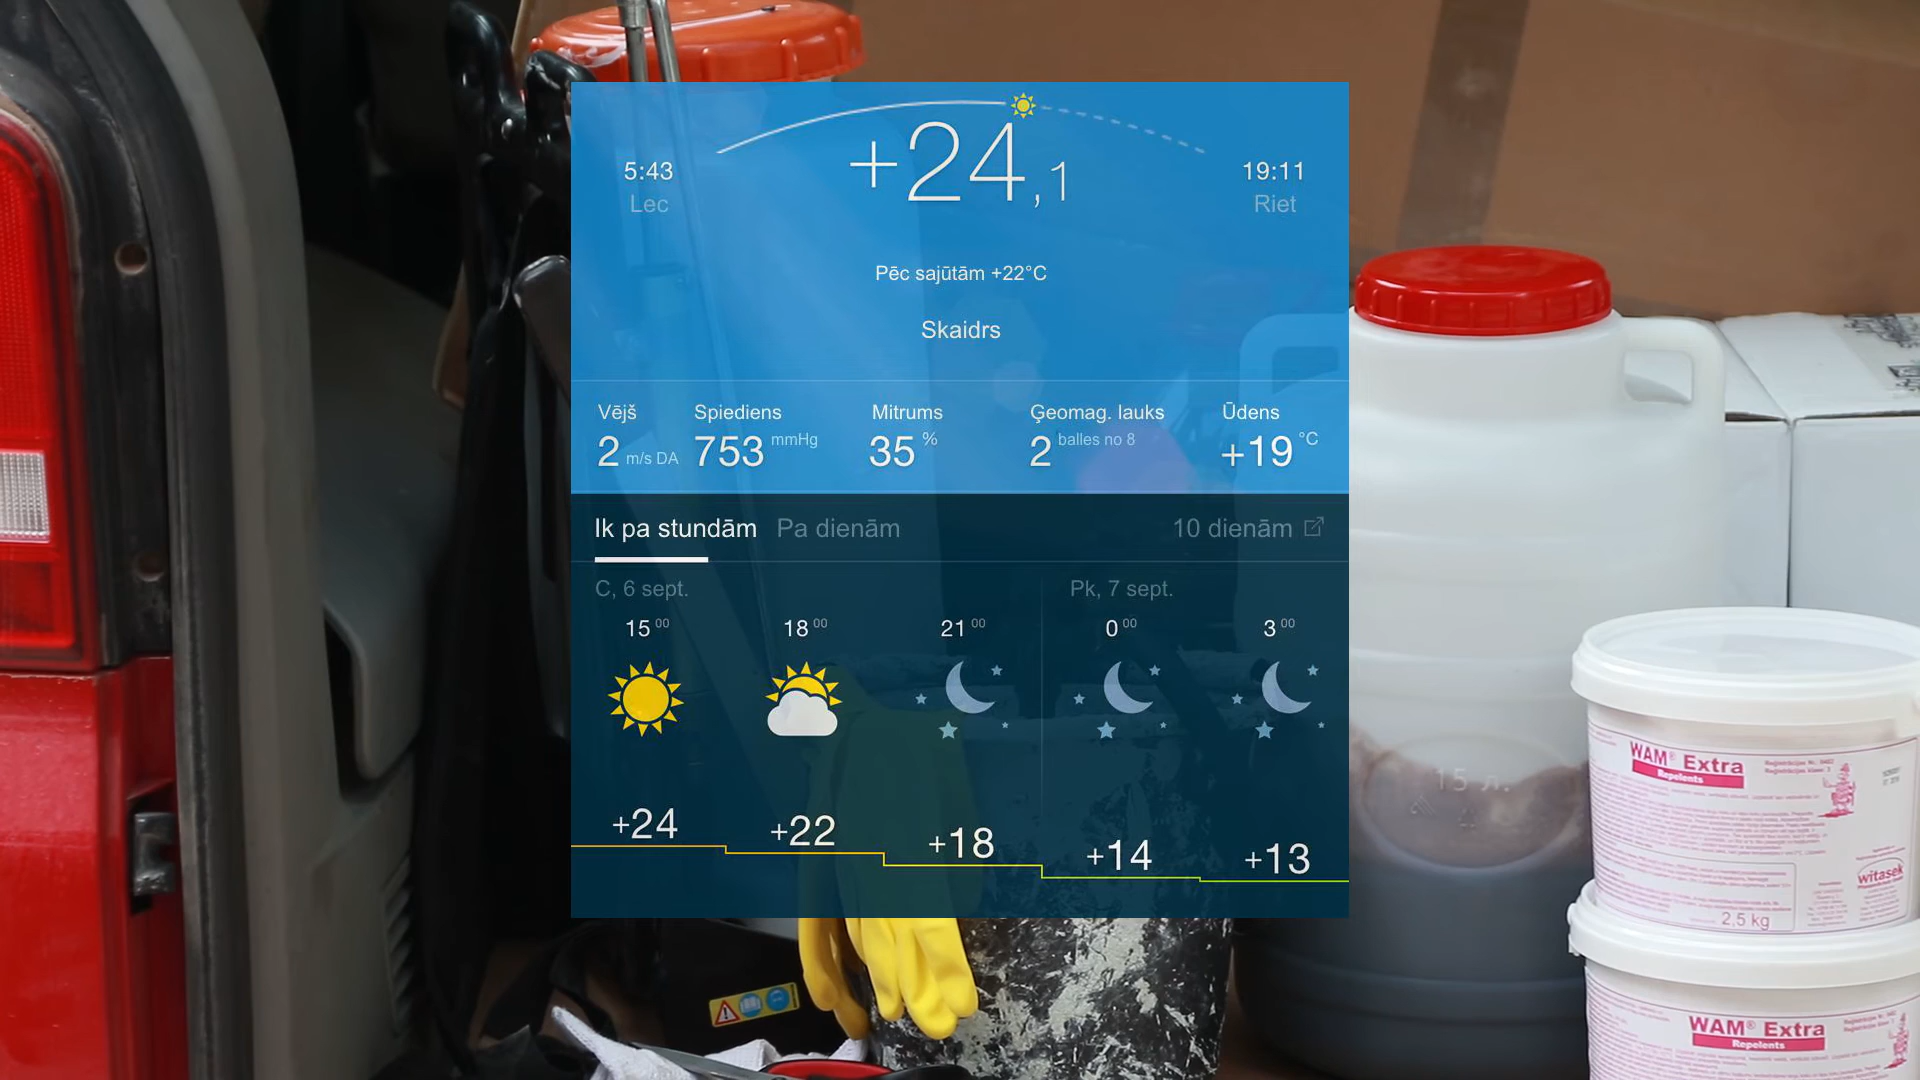 +24,1
5:43
Lec
19:11
Riet
Pēc sajūtām +22°C
Skaidrs
Vējš Spiediens Mitrums Ģeomag. lauks Ūdens
2 m/s DA 753 mmHg 35 % 2 balles no 8 +19 °C
Ik pa stundām Pa dienām 10 dienām
C, 6 sept. Pk, 7 sept.
15 00 18 00 21 00 0 00 3 00
+24 +22 +18 +14 +13
15 л.
WAM® Extra
Repelents
witasek
2,5 kg
WAM® Extra
Repelents